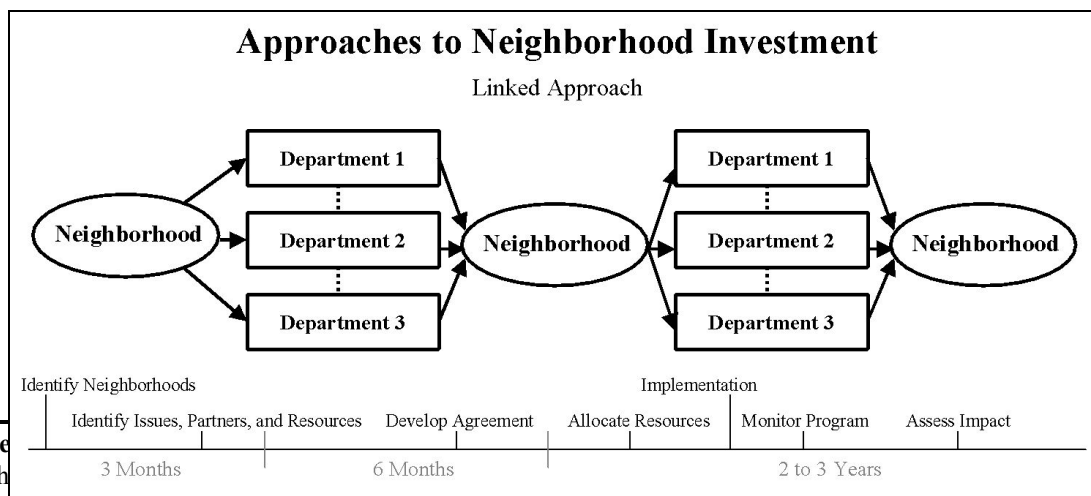 Approaches to Neighborhood Investment
Linked Approach
Department 1
Department 1
Neighborhood
Department 2
Neighborhood
Department 2
Neighborhood
Department 3
Department 3
Identify Neighborhoods
Implementation
Identify Issues, Partners, and Resources
Develop Agreement
Allocate Resources
Monitor Program
Assess Impact
3 Months
6 Months
2 to 3 Years